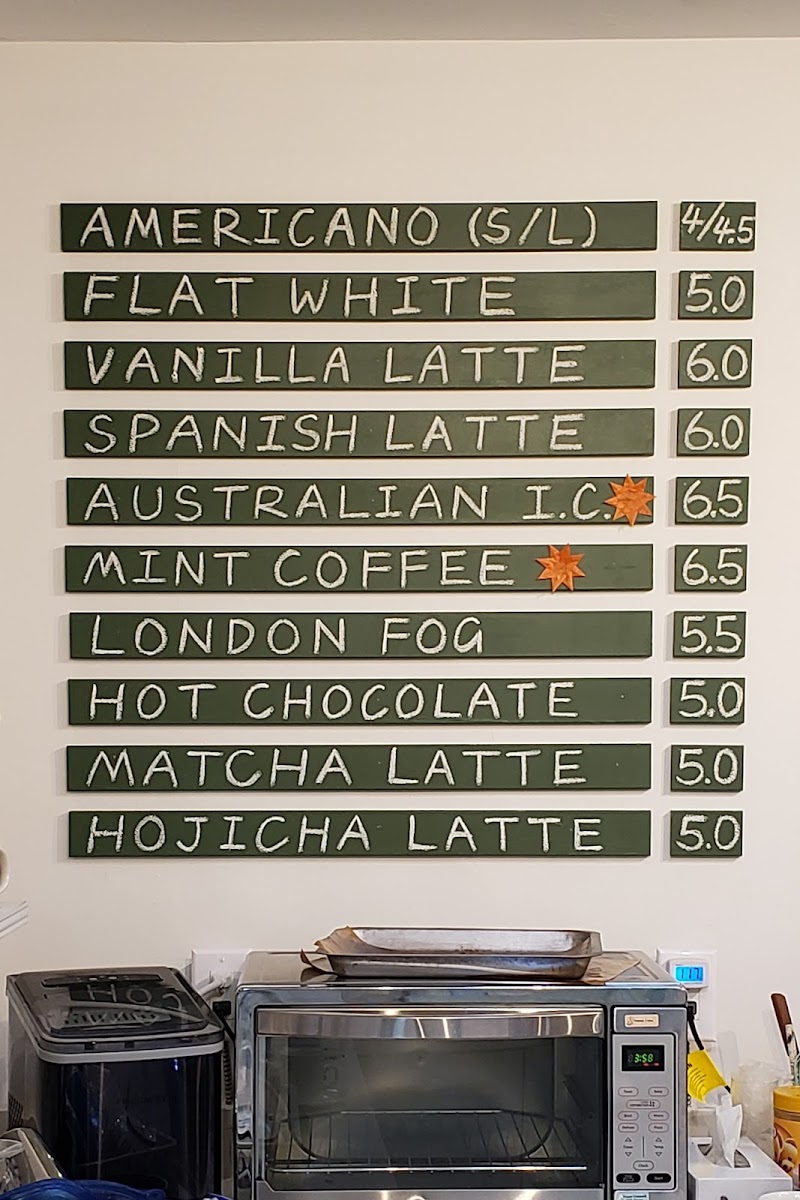 AMERICANO (S/L) 4/4.5
FLAT WHITE 5.0
VANILLA LATTE 6.0
SPANISH LATTE 6.0
AUSTRALIAN I.C. 6.5
MINT COFFEE 6.5
LONDON FOG 5.5
HOT CHOCOLATE 5.0
MATCHA LATTE 5.0
HOJICHA LATTE 5.0
117.
3:58